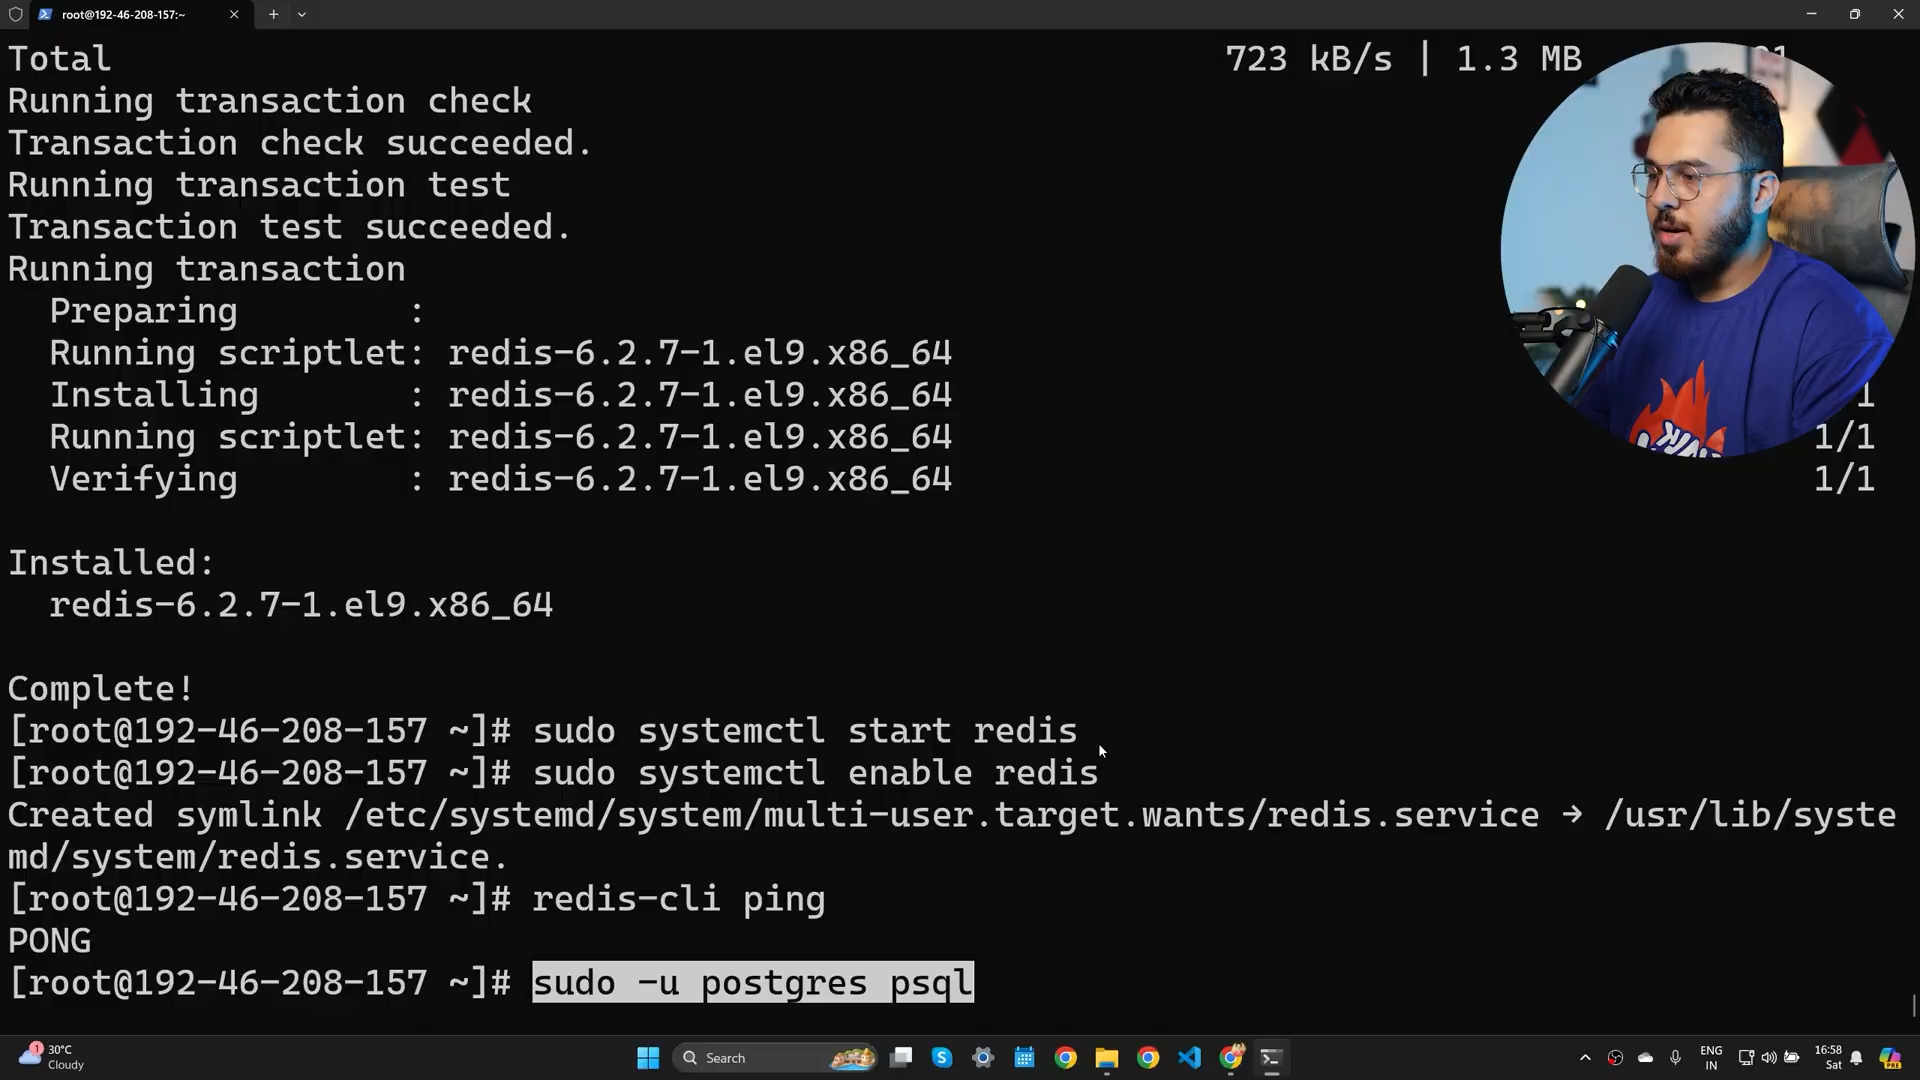 root@192-46-208-157:~
Total 723 kB/s | 1.3 MB
Running transaction check
Transaction check succeeded.
Running transaction test
Transaction test succeeded.
Running transaction
Preparing :
Running scriptlet: redis-6.2.7-1.el9.x86_64
Installing : redis-6.2.7-1.el9.x86_64 1
Running scriptlet: redis-6.2.7-1.el9.x86_64 1/1
Verifying : redis-6.2.7-1.el9.x86_64 1/1
Installed:
redis-6.2.7-1.el9.x86_64
Complete!
[root@192-46-208-157 ~]# sudo systemctl start redis
[root@192-46-208-157 ~]# sudo systemctl enable redis
Created symlink /etc/systemd/system/multi-user.target.wants/redis.service → /usr/lib/syste
md/system/redis.service.
[root@192-46-208-157 ~]# redis-cli ping
PONG
[root@192-46-208-157 ~]# sudo -u postgres psql
1
30°C
Cloudy
Search
ENG
IN
16:58
Sat
PRE